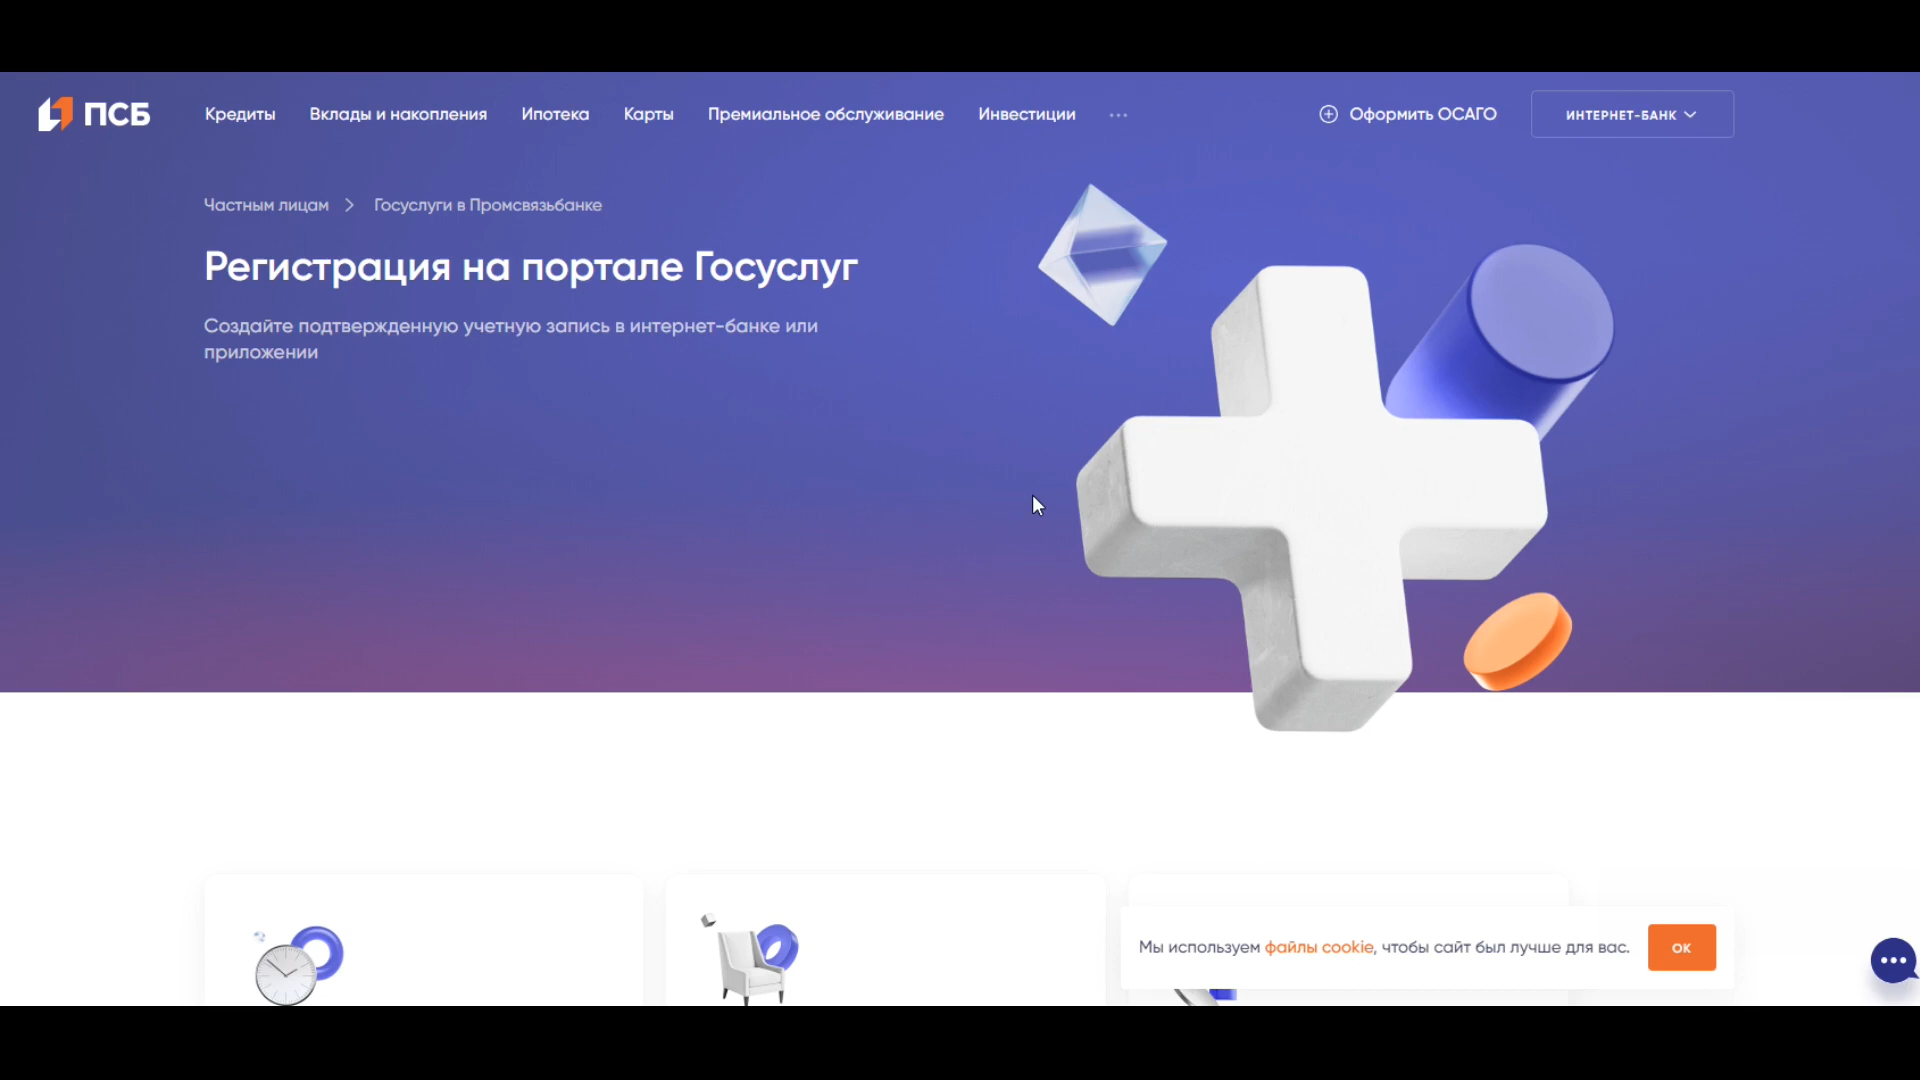 ПСБ
Кредиты
Вклады и накопления
Ипотека
Карты
Премиальное обслуживание
Инвестиции
Оформить ОСАГО
ИНТЕРНЕТ-БАНК
Частным лицам
Госуслуги в Промсвязьбанке
Регистрация на портале Госуслуг
Создайте подтвержденную учетную запись в интернет-банке или
приложении
Мы используем файлы cookie, чтобы сайт был лучше для вас.
ОК